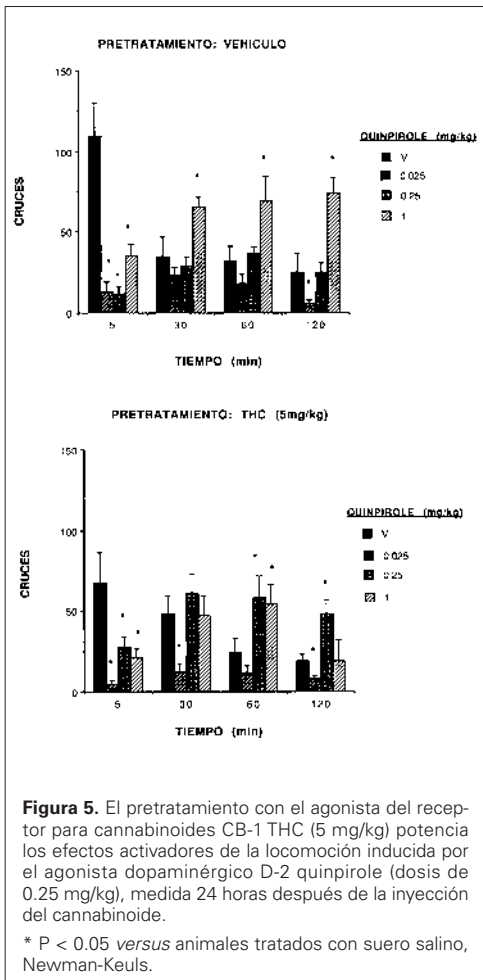 PRETRATAMIENTO: VEHICULO
150
100
50
0
CRUCES
5 30 60 120
TIEMPO (min)
QUINPIROLE (mg/kg)
V
0.025
0.25
1
PRETRATAMIENTO: THC (5mg/kg)
150
100
50
0
CRUCES
5 30 60 120
TIEMPO (min)
QUINPIROLE (mg/kg)
V
0.025
0.25
1
Figura 5. El pretratamiento con el agonista del recep-
tor para cannabinoides CB-1 THC (5 mg/kg) potencia
los efectos activadores de la locomoción inducida por
el agonista dopaminérgico D-2 quinpirole (dosis de
0.25 mg/kg), medida 24 horas después de la inyección
del cannabinoide.
* P < 0.05 versus animales tratados con suero salino,
Newman-Keuls.